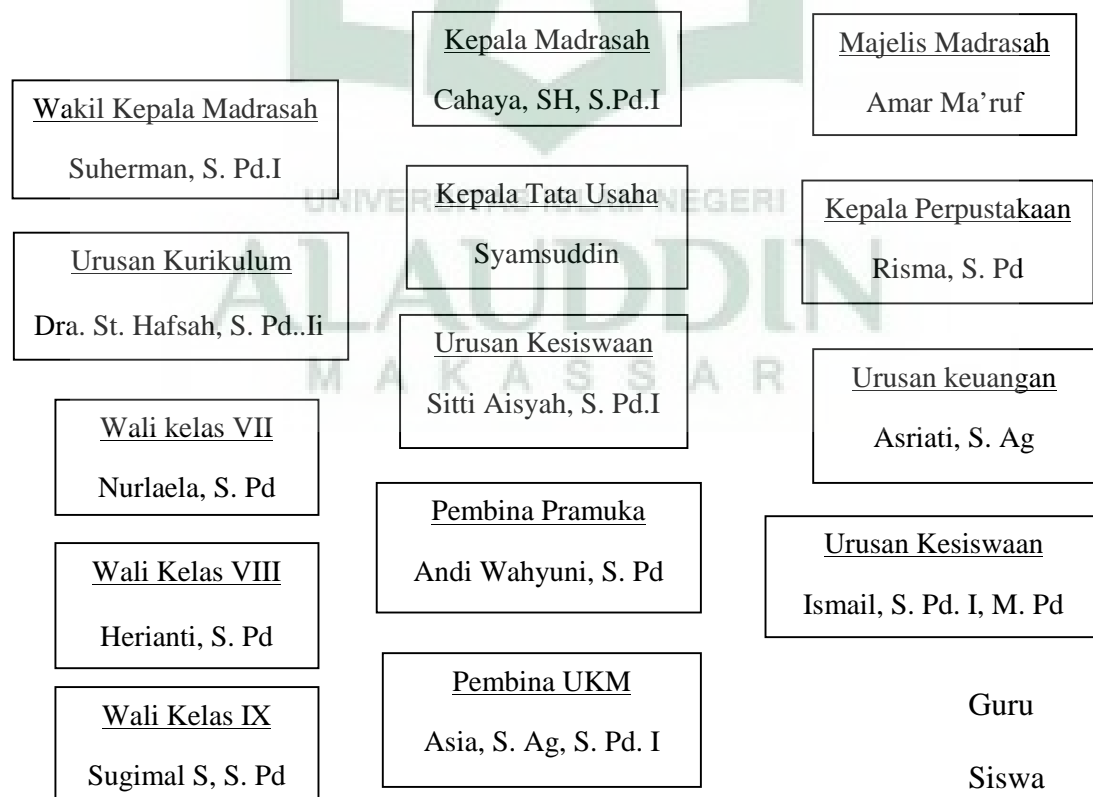 Kepala Madrasah
Cahaya, SH, S.Pd.I
Majelis Madrasah
Amar Ma’ruf
Wakil Kepala Madrasah
Suherman, S. Pd.I
Kepala Tata Usaha
Syamsuddin
Kepala Perpustakaan
Risma, S. Pd
Urusan Kurikulum
Dra. St. Hafsah, S. Pd..Ii
Urusan Kesiswaan
Sitti Aisyah, S. Pd.I
Urusan keuangan
Asriati, S. Ag
Wali kelas VII
Nurlaela, S. Pd
Pembina Pramuka
Andi Wahyuni, S. Pd
Urusan Kesiswaan
Ismail, S. Pd. I, M. Pd
Wali Kelas VIII
Herianti, S. Pd
Pembina UKM
Asia, S. Ag, S. Pd. I
Wali Kelas IX
Sugimal S, S. Pd
Guru
Siswa
UNIVERSITAS ISLAM NEGERI
ALAUDDIN
MAKASSAR